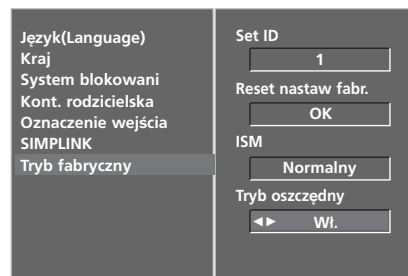 Język(Language)
Kraj
System blokowani
Kont. rodzicielska
Oznaczenie wejścia
SIMPLINK
Tryb fabryczny
Set ID
1
Reset nastaw fabr.
OK
ISM
Normalny
Tryb oszczędny
◄► Wł.